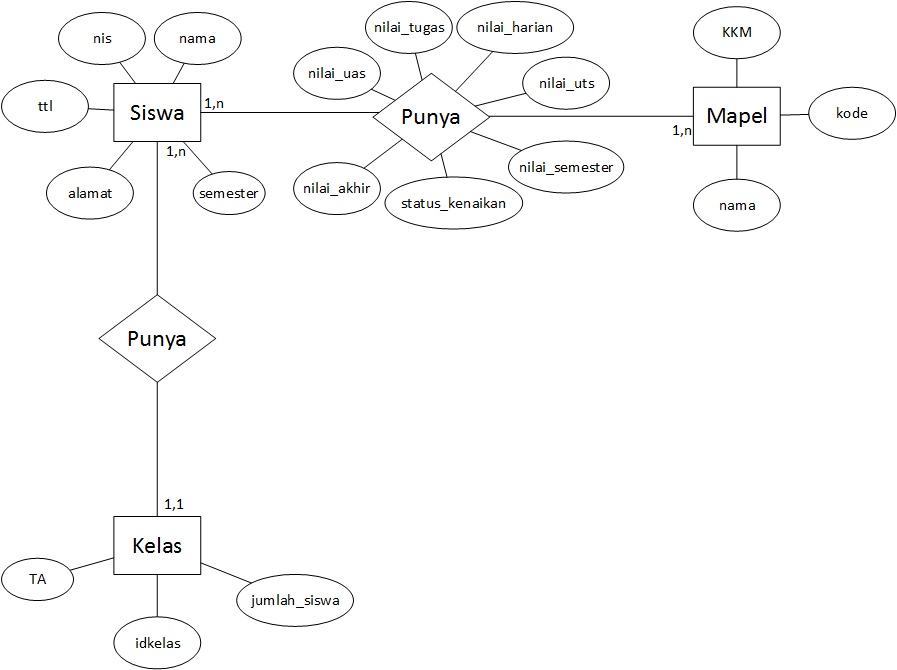 nis
nama
nilai_tugas
nilai_harian
KKM
nilai_uas
nilai_uts
ttl
Siswa
1,n
Punya
Mapel
kode
1,n
1,n
alamat
semester
nilai_akhir
status_kenaikan
nilai_semester
nama
Punya
1,1
Kelas
TA
jumlah_siswa
idkelas